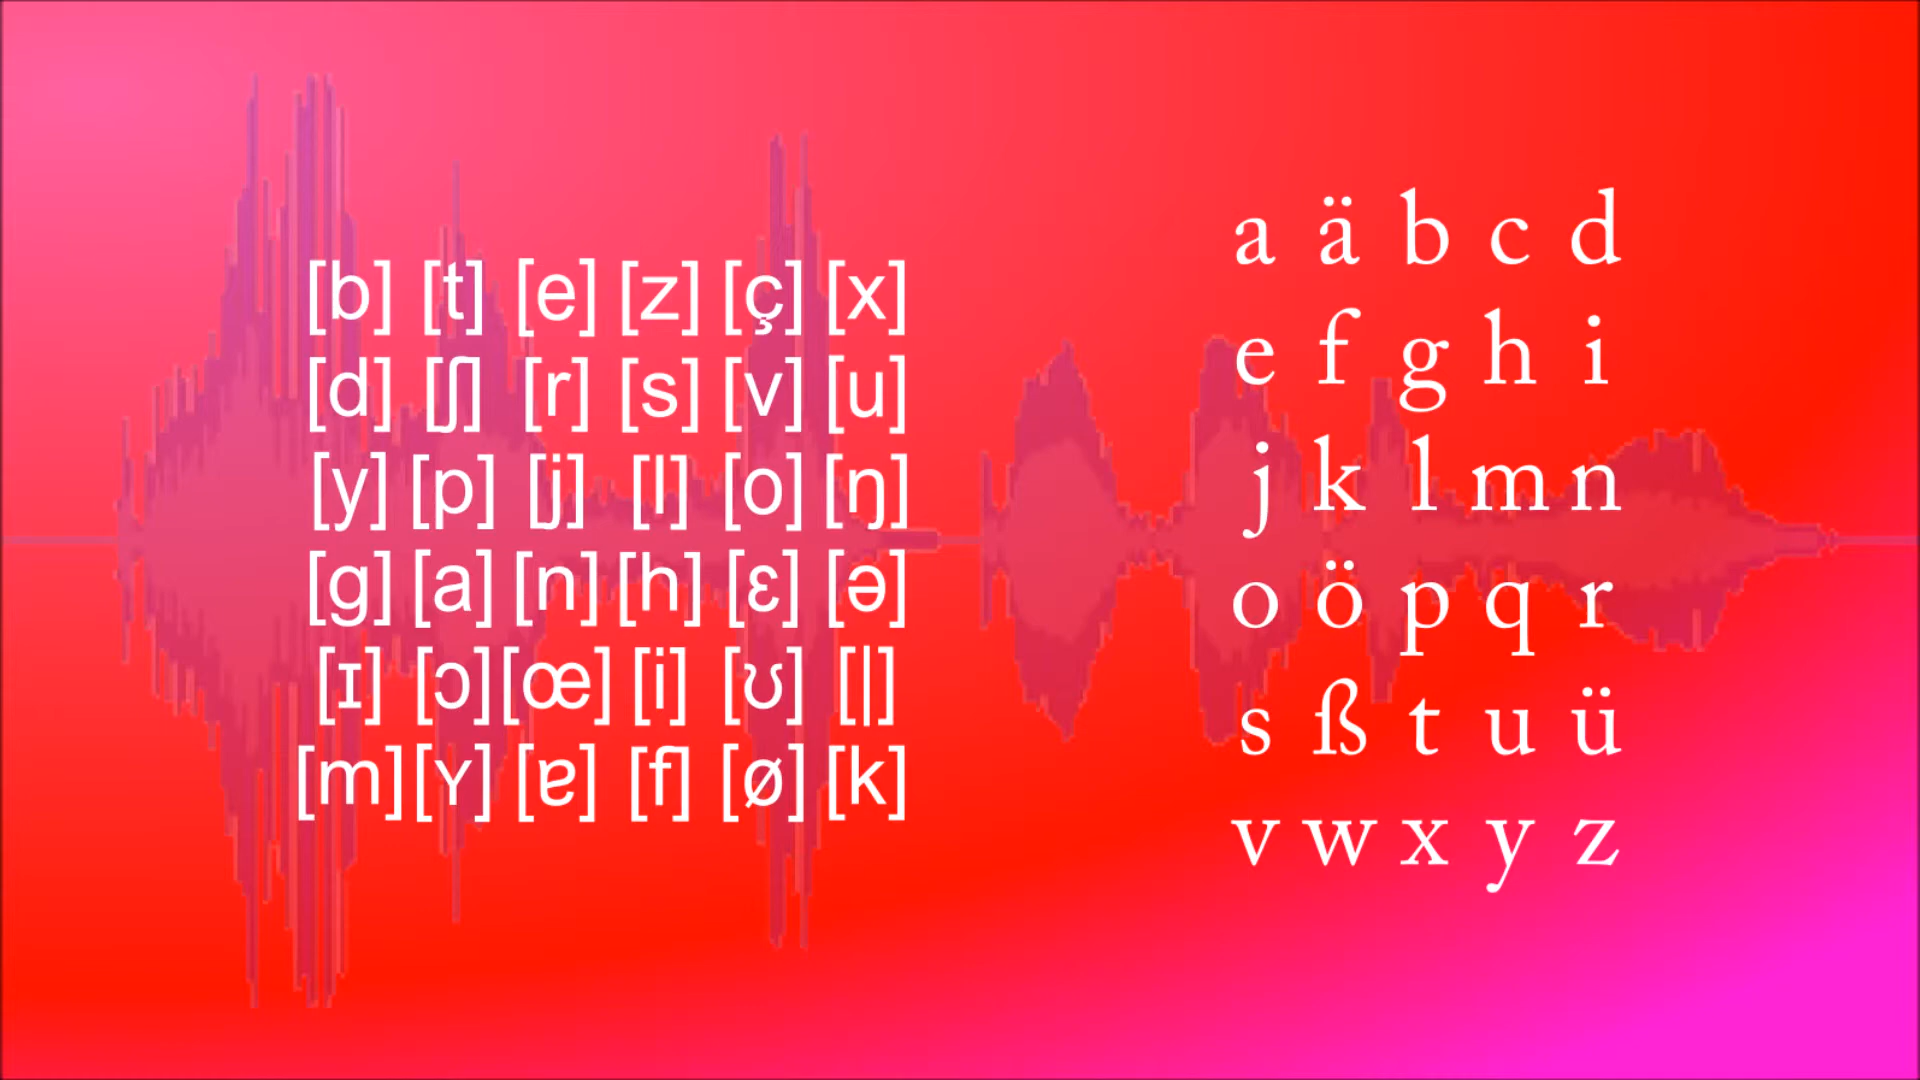 [b] [t] [e] [z] [ç] [x]
[d] [ʃ] [r] [s] [v] [u]
[y] [p] [j] [l] [o] [ŋ]
[g] [a] [n] [h] [ɛ] [ə]
[ɪ] [ɔ] [œ] [i] [ʊ] [|]
[m] [ʏ] [ɐ] [f] [ø] [k]
a ä b c d
e f g h i
j k l m n
o ö p q r
s ß t u ü
v w x y z